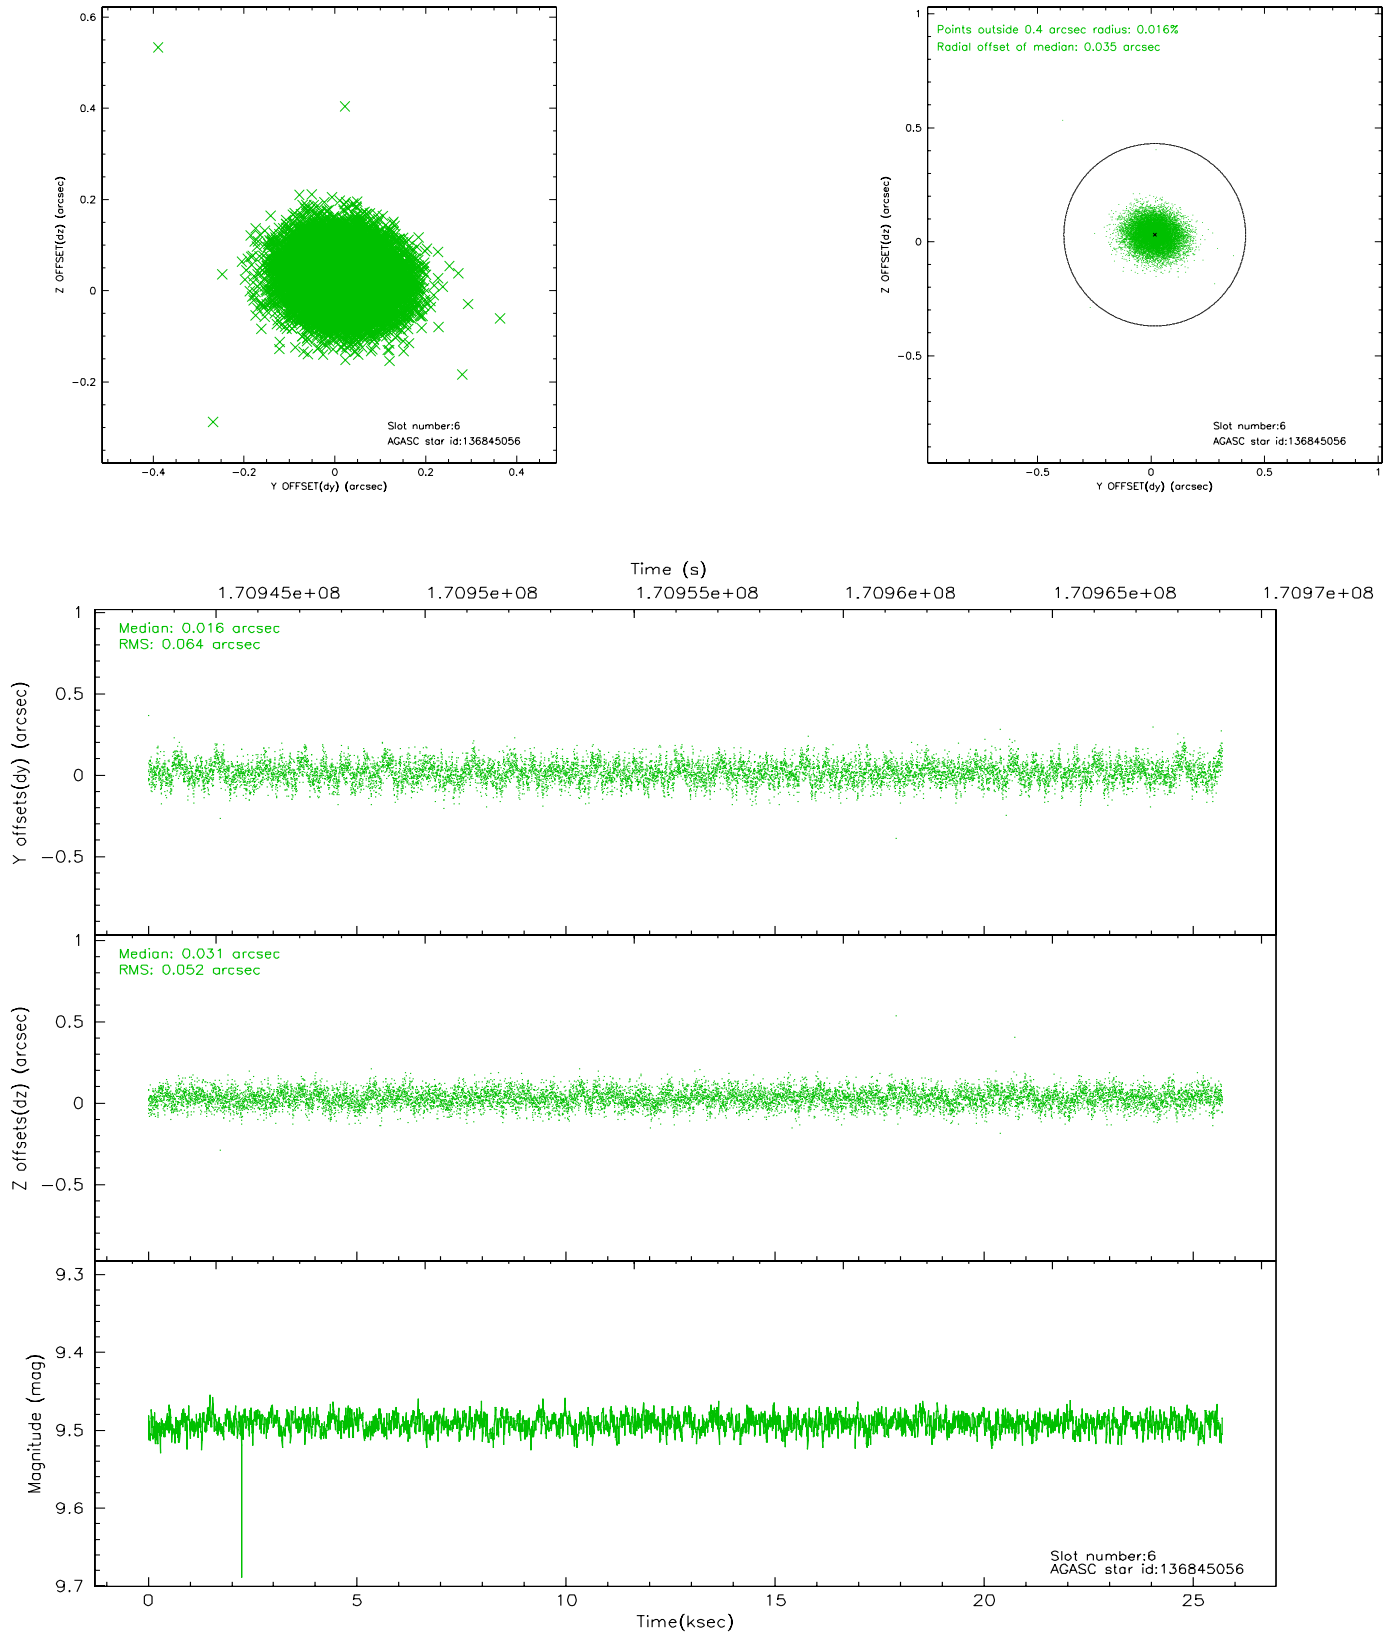 0.6
0.4
0.2
0
−0.2
Z OFFSET(dz) (arcsec)
Slot number:6
AGASC star id:136845056
−0.4 −0.2 0 0.2 0.4
Y OFFSET(dy) (arcsec)
Points outside 0.4 arcsec radius: 0.016%
Radial offset of median: 0.035 arcsec
1
0.5
0
−0.5
Z OFFSET(dz) (arcsec)
Slot number:6
AGASC star id:136845056
−0.5 0 0.5 1
Y OFFSET(dy) (arcsec)
Time (s)
1.70945e+08 1.7095e+08 1.70955e+08 1.7096e+08 1.70965e+08 1.7097e+08
Median: 0.016 arcsec
RMS: 0.064 arcsec
1
0.5
0
−0.5
Y offsets(dy) (arcsec)
Median: 0.031 arcsec
RMS: 0.052 arcsec
1
0.5
0
−0.5
Z offsets(dz) (arcsec)
9.3
9.4
9.5
9.6
9.7
Magnitude (mag)
Slot number:6
AGASC star id:136845056
0 5 10 15 20 25
Time(ksec)